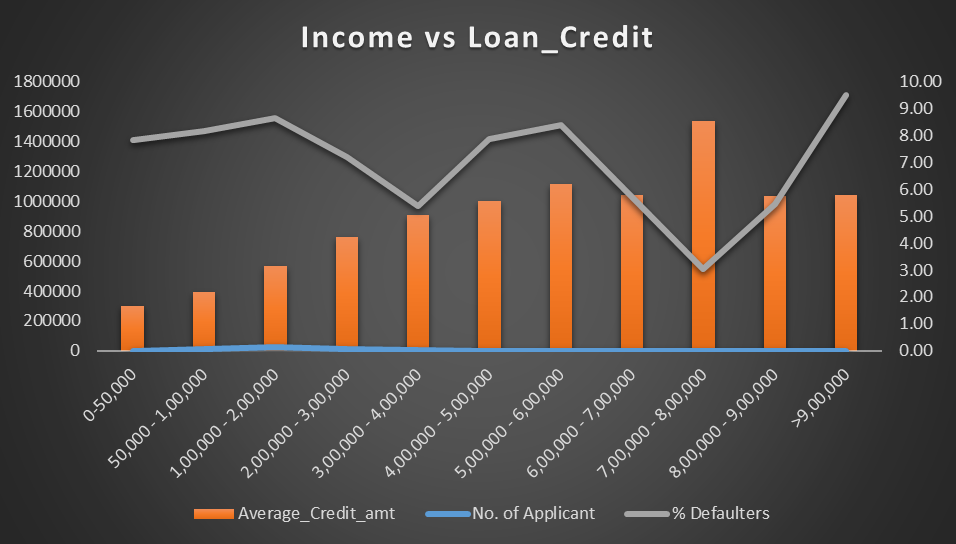 Income vs Loan_Credit
1800000
1600000
1400000
1200000
1000000
800000
600000
400000
200000
0
10.00
9.00
8.00
7.00
6.00
5.00
4.00
3.00
2.00
1.00
0.00
0-50,000
50,000 - 1,00,000
1,00,000 - 2,00,000
2,00,000 - 3,00,000
3,00,000 - 4,00,000
4,00,000 - 5,00,000
5,00,000 - 6,00,000
6,00,000 - 7,00,000
7,00,000 - 8,00,000
8,00,000 - 9,00,000
>9,00,000
Average_Credit_amt
No. of Applicant
% Defaulters